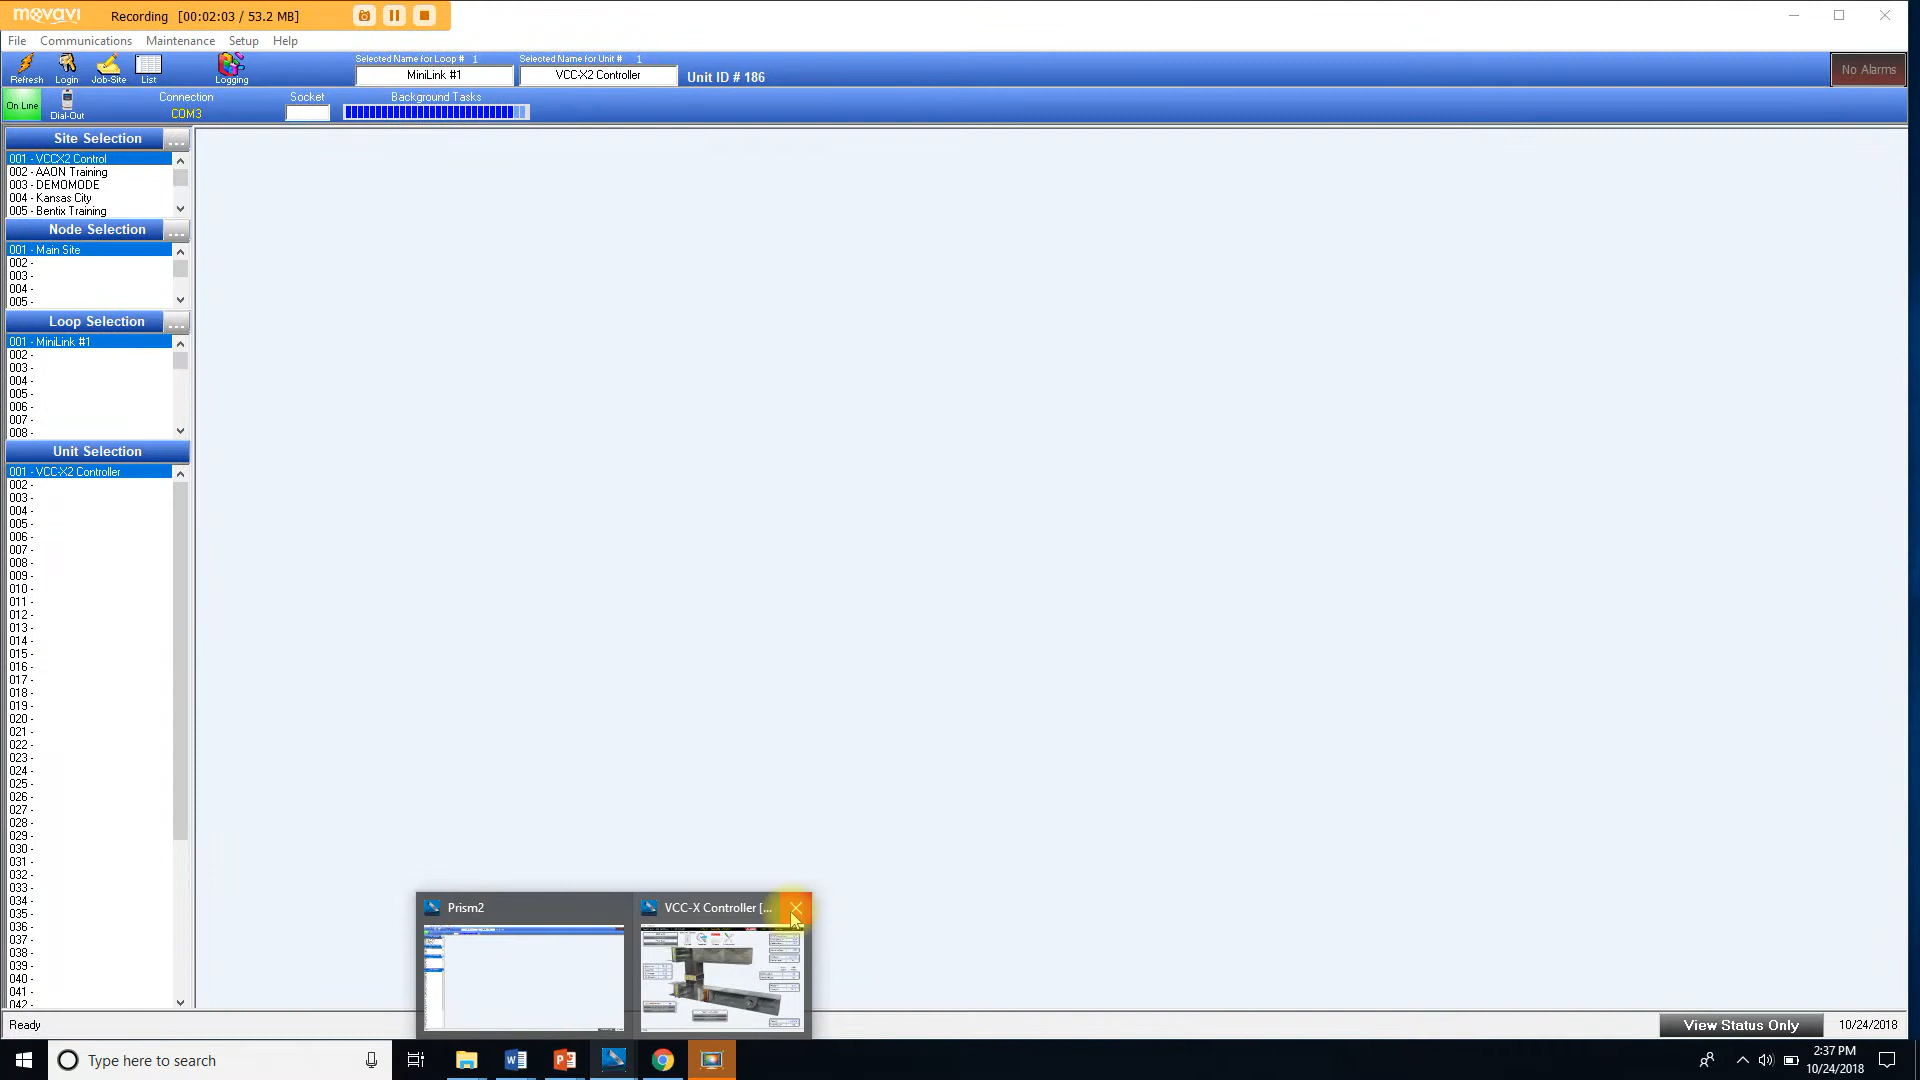 movavi
Recording [00:02:03 / 53.2 MB]
File Communications Maintenance Setup Help
Refresh Login Job-Site List Logging
Selected Name for Loop # 1
MiniLink #1
Selected Name for Unit # 1
VCC-X2 Controller
Unit ID # 186
No Alarms
On Line
Dial-Out
Connection
COM3
Socket
Background Tasks
Site Selection ...
001 - VCCX2 Control
002 - AAON Training
003 - DEMOMODE
004 - Kansas City
005 - Bentix Training
Node Selection ...
001 - Main Site
002 -
003 -
004 -
005 -
Loop Selection ...
001 - MiniLink #1
002 -
003 -
004 -
005 -
006 -
007 -
008 -
Unit Selection
001 - VCC-X2 Controller
002 -
003 -
004 -
005 -
006 -
007 -
008 -
009 -
010 -
011 -
012 -
013 -
014 -
015 -
016 -
017 -
018 -
019 -
020 -
021 -
022 -
023 -
024 -
025 -
026 -
027 -
028 -
029 -
030 -
031 -
032 -
033 -
034 -
035 -
036 -
037 -
038 -
039 -
040 -
041 -
042 -
Prism2
VCC-X Controller [...
Ready
View Status Only
10/24/2018
Type here to search
2:37 PM
10/24/2018